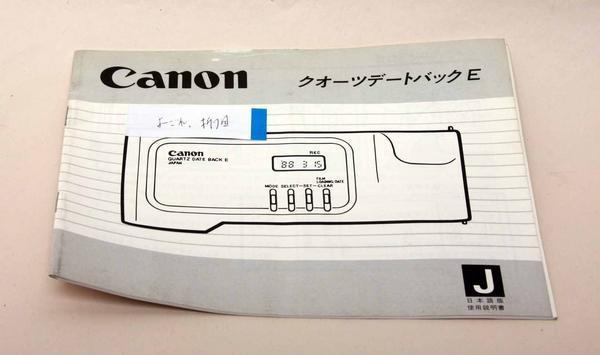 Canon
クオーツデートバック E
よごれ、折り目
Canon
QUARTZ DATE BACK E
JAPAN
REC
88 3 15
FILM
LOADING DATE
MODE SELECT-SET-CLEAR
J
日本語版
使用説明書